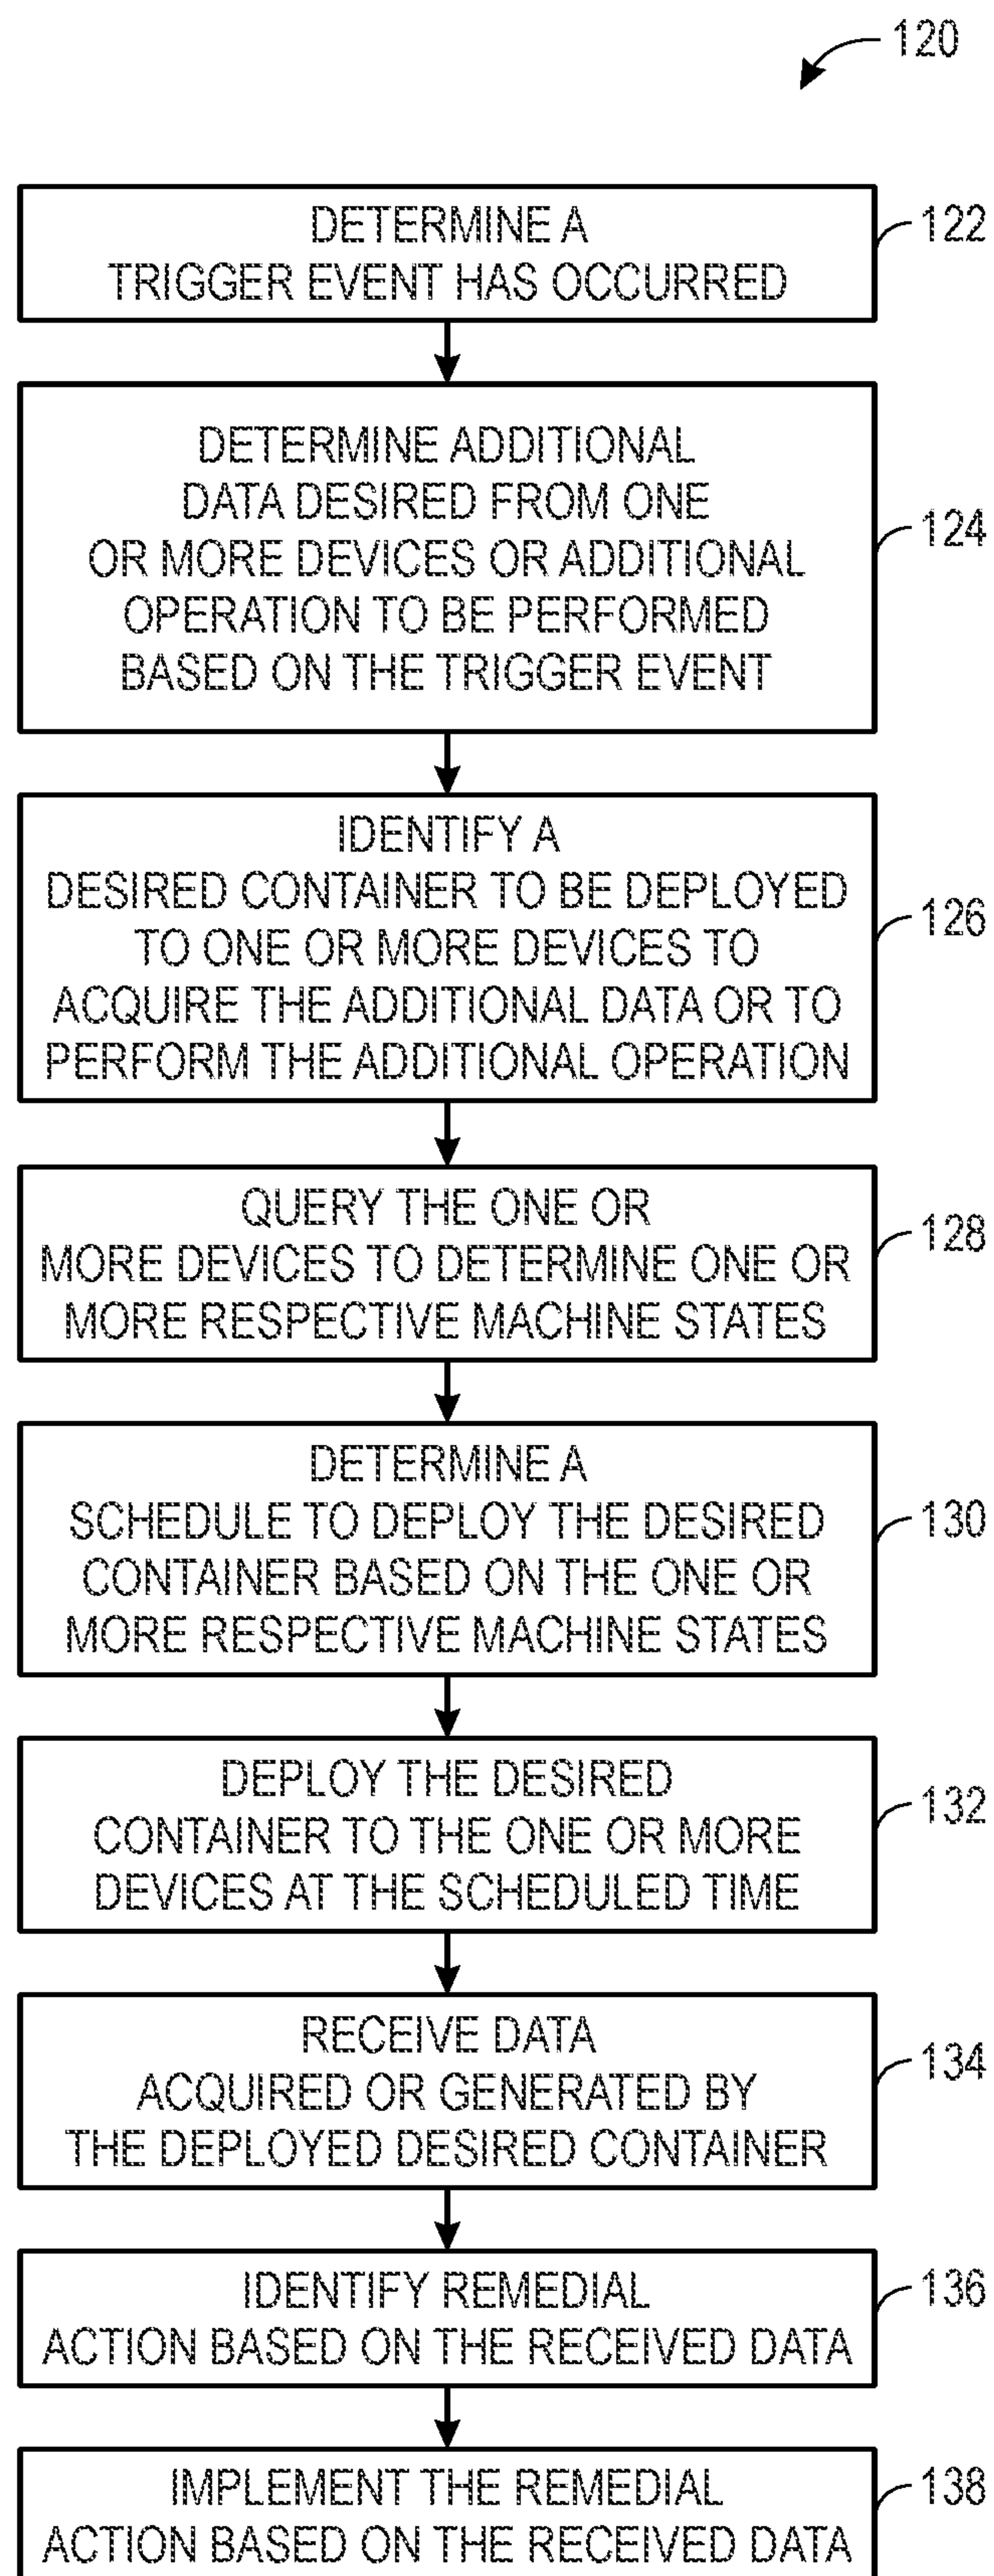 120
DETERMINE A
TRIGGER EVENT HAS OCCURRED
122
DETERMINE ADDITIONAL
DATA DESIRED FROM ONE
OR MORE DEVICES OR ADDITIONAL
OPERATION TO BE PERFORMED
BASED ON THE TRIGGER EVENT
124
IDENTIFY A
DESIRED CONTAINER TO BE DEPLOYED
TO ONE OR MORE DEVICES TO
ACQUIRE THE ADDITIONAL DATA OR TO
PERFORM THE ADDITIONAL OPERATION
126
QUERY THE ONE OR
MORE DEVICES TO DETERMINE ONE OR
MORE RESPECTIVE MACHINE STATES
128
DETERMINE A
SCHEDULE TO DEPLOY THE DESIRED
CONTAINER BASED ON THE ONE OR
MORE RESPECTIVE MACHINE STATES
130
DEPLOY THE DESIRED
CONTAINER TO THE ONE OR MORE
DEVICES AT THE SCHEDULED TIME
132
RECEIVE DATA
ACQUIRED OR GENERATED BY
THE DEPLOYED DESIRED CONTAINER
134
IDENTIFY REMEDIAL
ACTION BASED ON THE RECEIVED DATA
136
IMPLEMENT THE REMEDIAL
ACTION BASED ON THE RECEIVED DATA
138